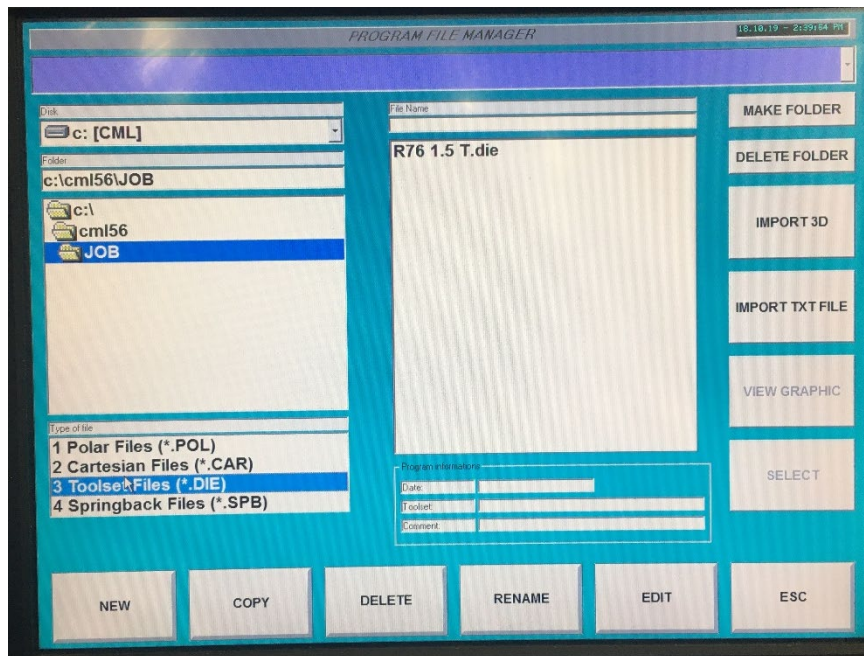 PROGRAM FILE MANAGER
18.10.19 - 2:39:54 PM
Disk
c: [CML]
Folder
c:\cml56\JOB
c:\
cml56
JOB
Type of file
1 Polar Files (*.POL)
2 Cartesian Files (*.CAR)
3 Toolset Files (*.DIE)
4 Springback Files (*.SPB)
File Name
R76 1.5 T.die
Program informations
Date:
Toolset:
Comment:
MAKE FOLDER
DELETE FOLDER
IMPORT 3D
IMPORT TXT FILE
VIEW GRAPHIC
SELECT
NEW
COPY
DELETE
RENAME
EDIT
ESC